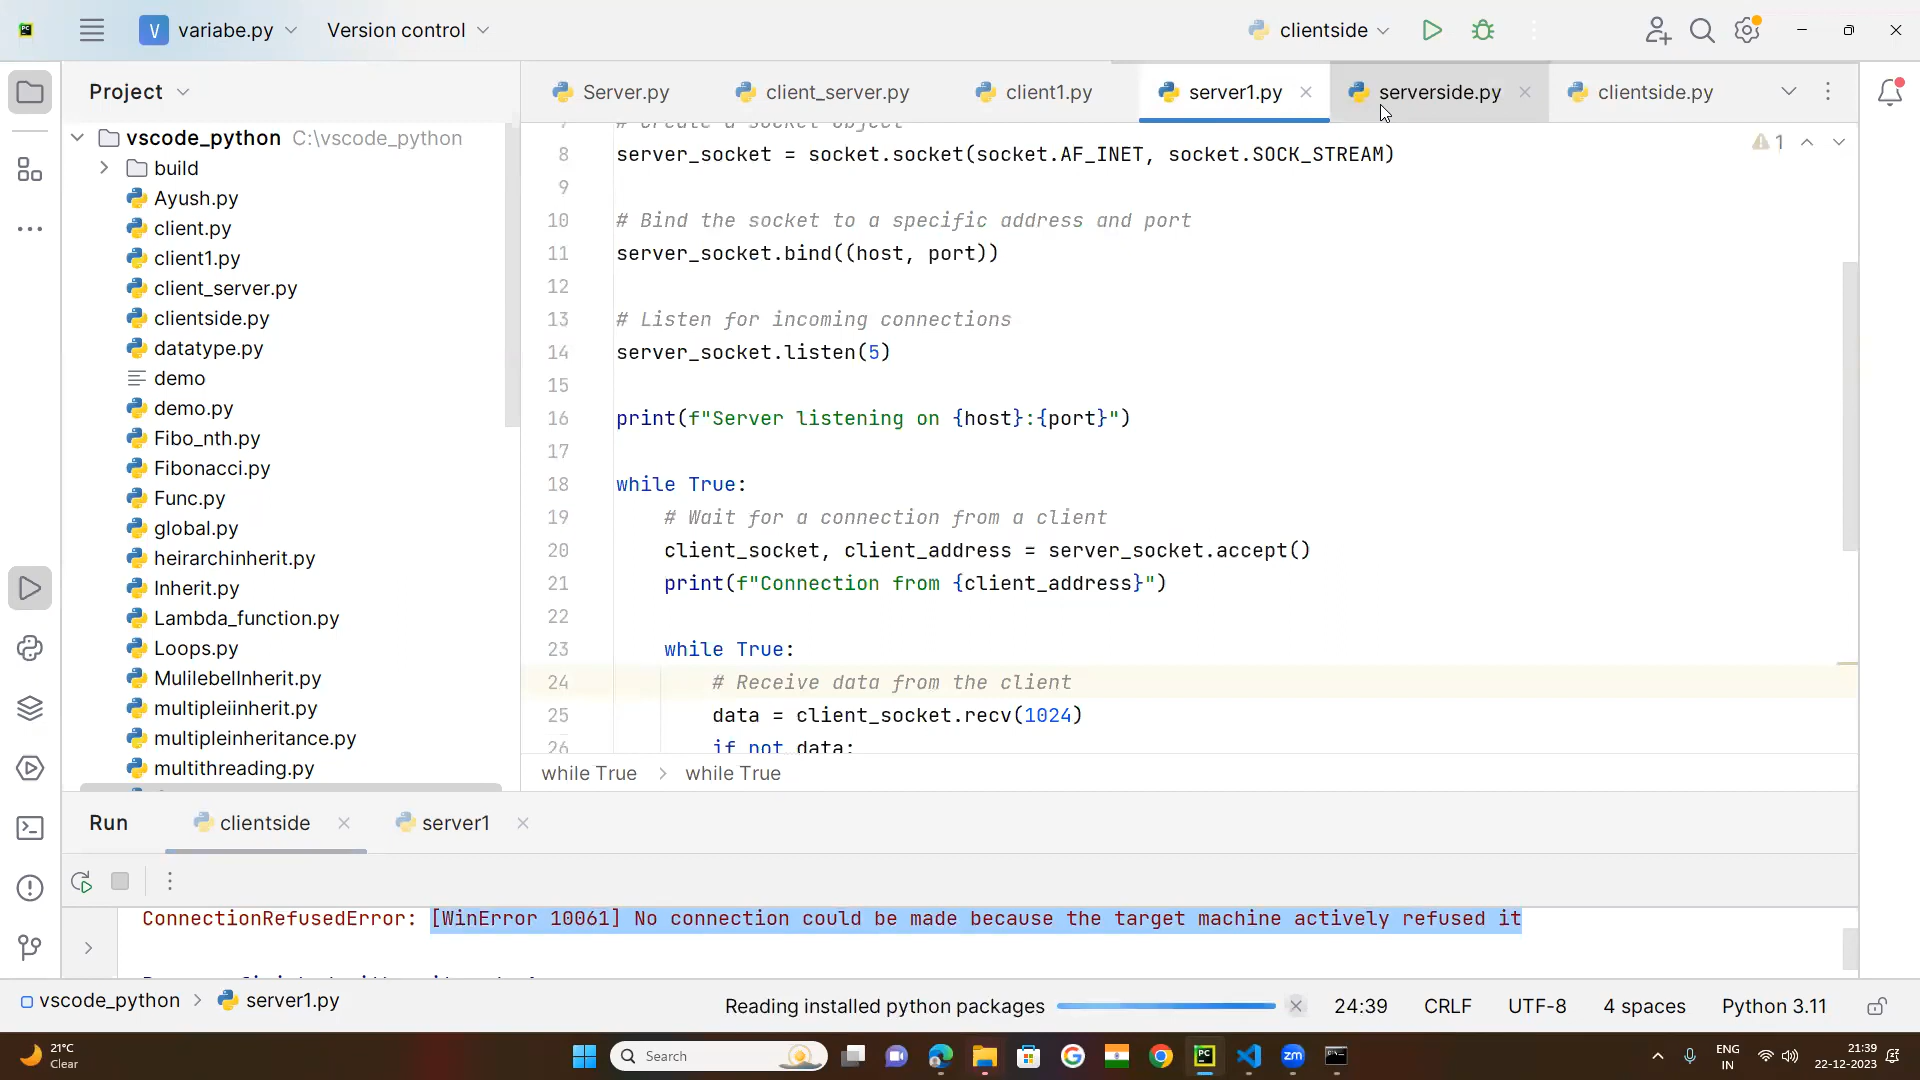 V variabe.py Version control clientside
Project Server.py client_server.py client1.py server1.py serverside.py clientside.py
vscode_python C:\vscode_python
build
Ayush.py
client.py
client1.py
client_server.py
clientside.py
datatype.py
demo
demo.py
Fibo_nth.py
Fibonacci.py
Func.py
global.py
heirarchinherit.py
Inherit.py
Lambda_function.py
Loops.py
MulilebelInherit.py
multipleiinherit.py
multipleinheritance.py
multithreading.py
1
7 # Create a socket object
8 server_socket = socket.socket(socket.AF_INET, socket.SOCK_STREAM)
9
10 # Bind the socket to a specific address and port
11 server_socket.bind((host, port))
12
13 # Listen for incoming connections
14 server_socket.listen(5)
15
16 print(f"Server listening on {host}:{port}")
17
18 while True:
19 # Wait for a connection from a client
20 client_socket, client_address = server_socket.accept()
21 print(f"Connection from {client_address}")
22
23 while True:
24 # Receive data from the client
25 data = client_socket.recv(1024)
26 if not data:
while True > while True
Run clientside server1
ConnectionRefusedError: [WinError 10061] No connection could be made because the target machine actively refused it
vscode_python > server1.py Reading installed python packages 24:39 CRLF UTF-8 4 spaces Python 3.11
21°C
Clear
Search
zm
ENG
IN
21:39
22-12-2023